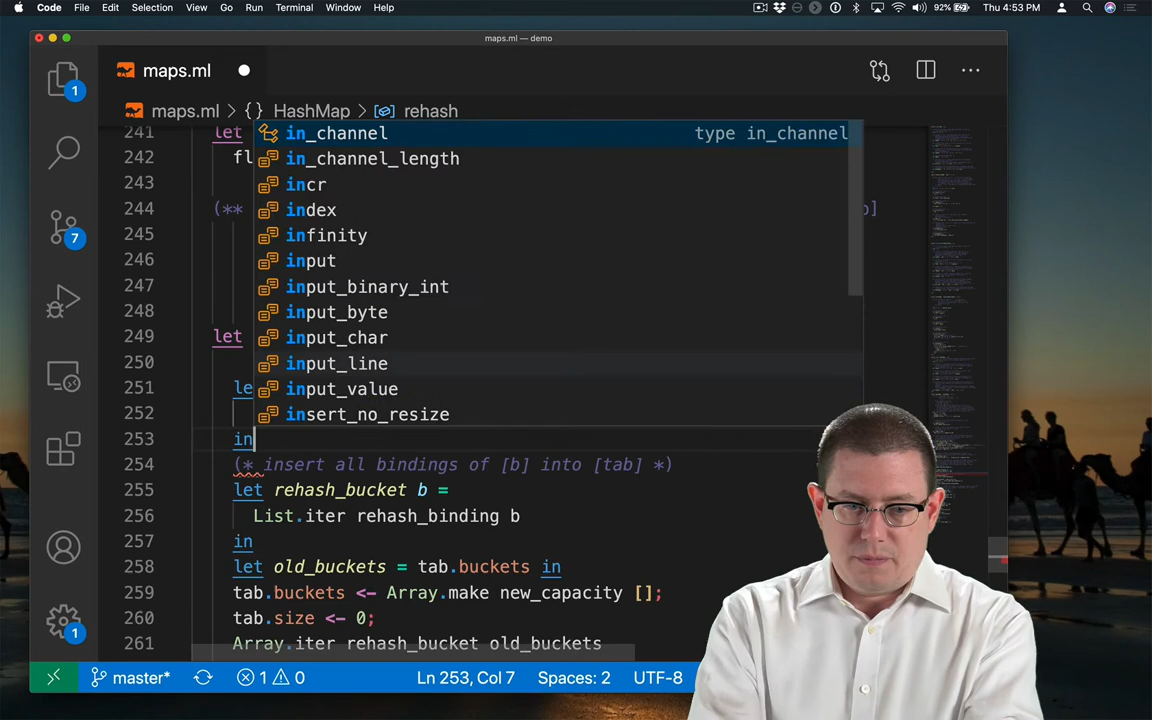 Code File Edit Selection View Go Run Terminal Window Help 92% Thu 4:53 PM
maps.ml — demo
maps.ml
maps.ml > {} HashMap > rehash
241 let in_channel type in_channel
242 fl in_channel_length
243 incr
244 (** index b]
245 infinity
246 input
247 input_binary_int
248 input_byte
249 let input_char
250 input_line
251 le input_value
252 insert_no_resize
253 in
254 (* insert all bindings of [b] into [tab] *)
255 let rehash_bucket b =
256 List.iter rehash_binding b
257 in
258 let old_buckets = tab.buckets in
259 tab.buckets <- Array.make new_capacity [];
260 tab.size <- 0;
261 Array.iter rehash_bucket old_buckets
1
7
1
master* 1 0 Ln 253, Col 7 Spaces: 2 UTF-8